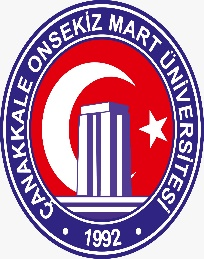 ÇANAKKALE ONSEKİZ MART ÜNİVERSİTESİ
• 1992 •